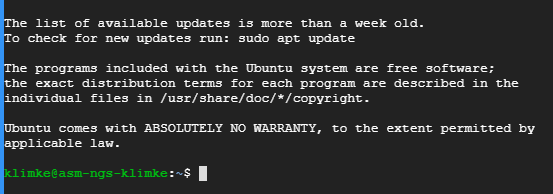 The list of available updates is more than a week old.
To check for new updates run: sudo apt update
The programs included with the Ubuntu system are free software;
the exact distribution terms for each program are described in the
individual files in /usr/share/doc/*/copyright.
Ubuntu comes with ABSOLUTELY NO WARRANTY, to the extent permitted by
applicable law.
klimke@asm-ngs-klimke:~$